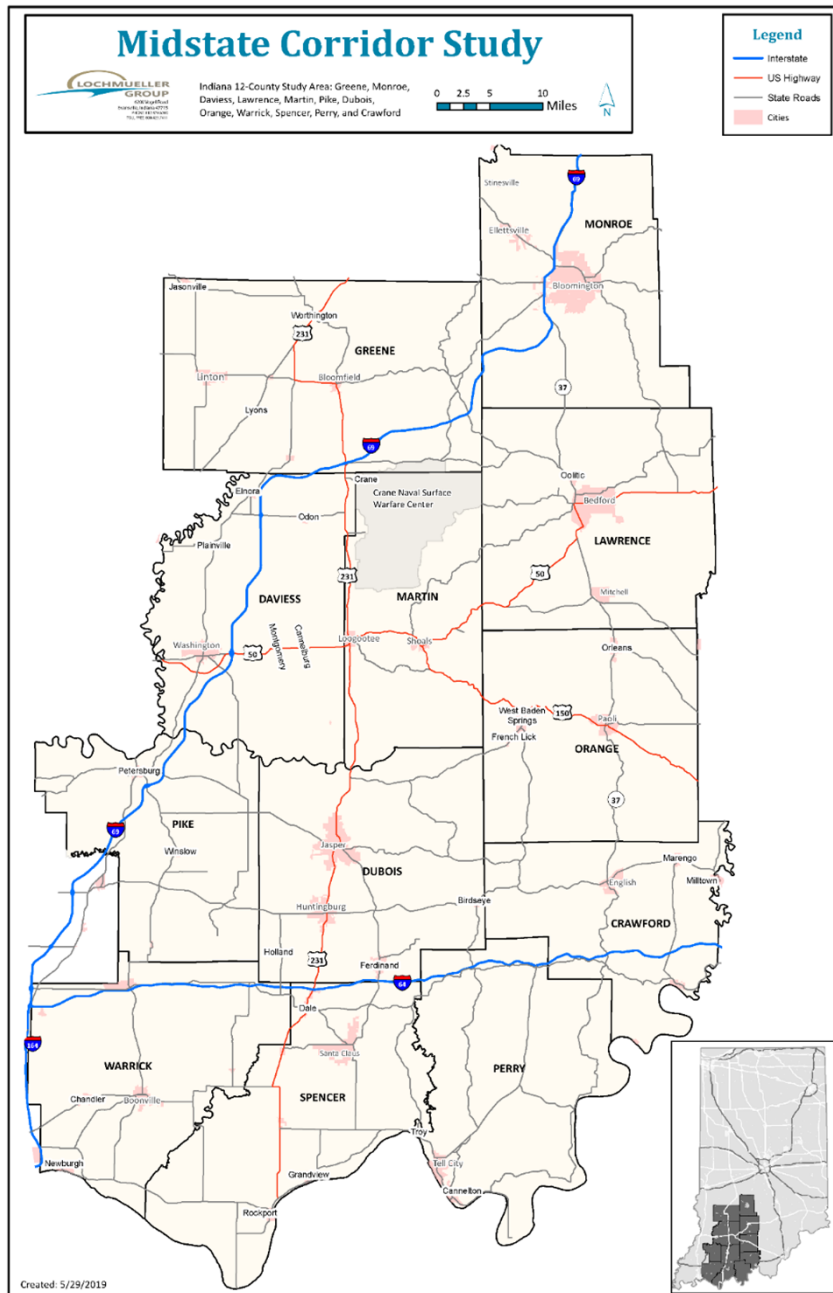 Midstate Corridor Study
LOCHMUELLER
GROUP
Indiana 12-County Study Area: Greene, Monroe,
Daviess, Lawrence, Martin, Pike, Dubois,
Orange, Warrick, Spencer, Perry, and Crawford
0 2.5 5 10
Miles
N
Legend
Interstate
US Highway
State Roads
Cities
69
Stinesville
MONROE
Ellettsville
Bloomington
Jasonville
Worthington
231
GREENE
Linton
Bloomfield
37
Lyons
69
Oolitic
Crane
Crane Naval Surface
Warfare Center
Elnora
Bedford
Odon
LAWRENCE
Plainville
231
50
DAVIESS
MARTIN
Mitchell
Washington
50
Montgomery
Cannelburg
Loogootee
Shoals
Orleans
West Baden
Springs
150
Paoli
French Lick
ORANGE
Petersburg
37
PIKE
69
Winslow
Jasper
DUBOIS
Marengo
English
Milltown
Huntingburg
Birdseye
CRAWFORD
Holland
231
Ferdinand
64
Dale
164
Santa Claus
WARRICK
PERRY
SPENCER
Chandler
Boonville
Troy
Newburgh
Tell City
Grandview
Cannelton
Rockport
Created: 5/29/2019